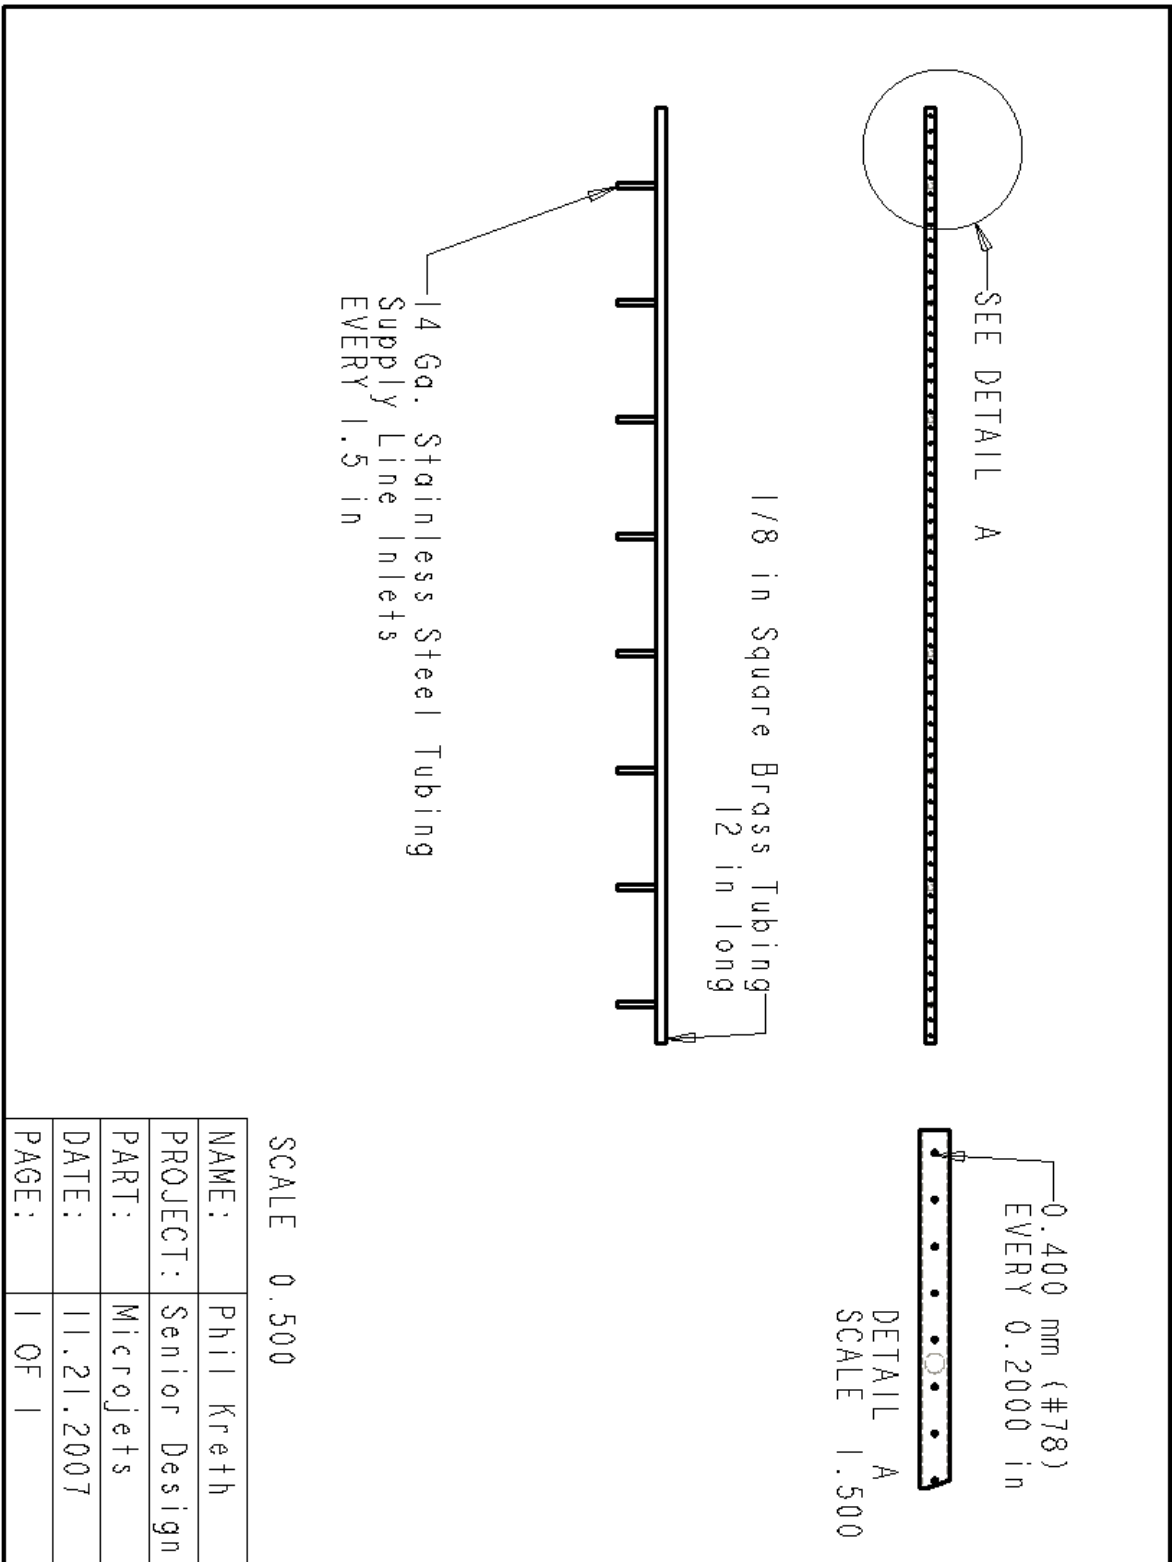 SEE DETAIL A
0.400 mm (#78)
EVERY 0.2000 in
DETAIL A
SCALE 1.500
1/8 in Square Brass Tubing
12 in long
14 Ga. Stainless Steel Tubing
Supply Line Inlets
EVERY 1.5 in
SCALE 0.500
NAME: Phil Kreth
PROJECT: Senior Design
PART: Microjets
DATE: 11.21.2007
PAGE: 1 OF 1